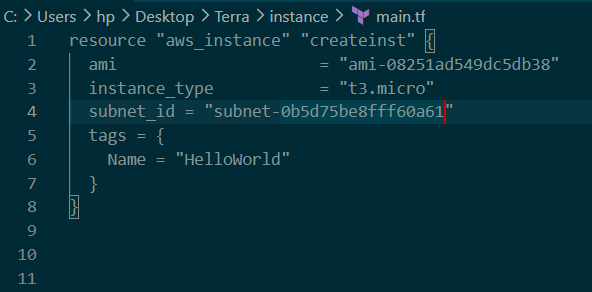 C: > Users > hp > Desktop > Terra > instance > main.tf
1 resource "aws_instance" "createinst" {
2   ami                    = "ami-08251ad549dc5db38"
3   instance_type          = "t3.micro"
4   subnet_id = "subnet-0b5d75be8fff60a61"
5   tags = {
6     Name = "HelloWorld"
7   }
8 }
9
10
11